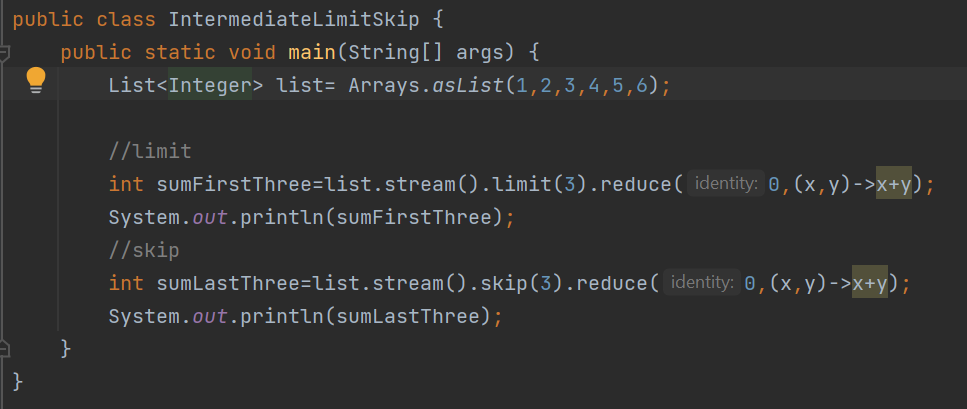 public class IntermediateLimitSkip {
public static void main(String[] args) {
List<Integer> list= Arrays.asList(1,2,3,4,5,6);
//limit
int sumFirstThree=list.stream().limit(3).reduce( identity: 0,(x,y)->x+y);
System.out.println(sumFirstThree);
//skip
int sumLastThree=list.stream().skip(3).reduce( identity: 0,(x,y)->x+y);
System.out.println(sumLastThree);
}
}